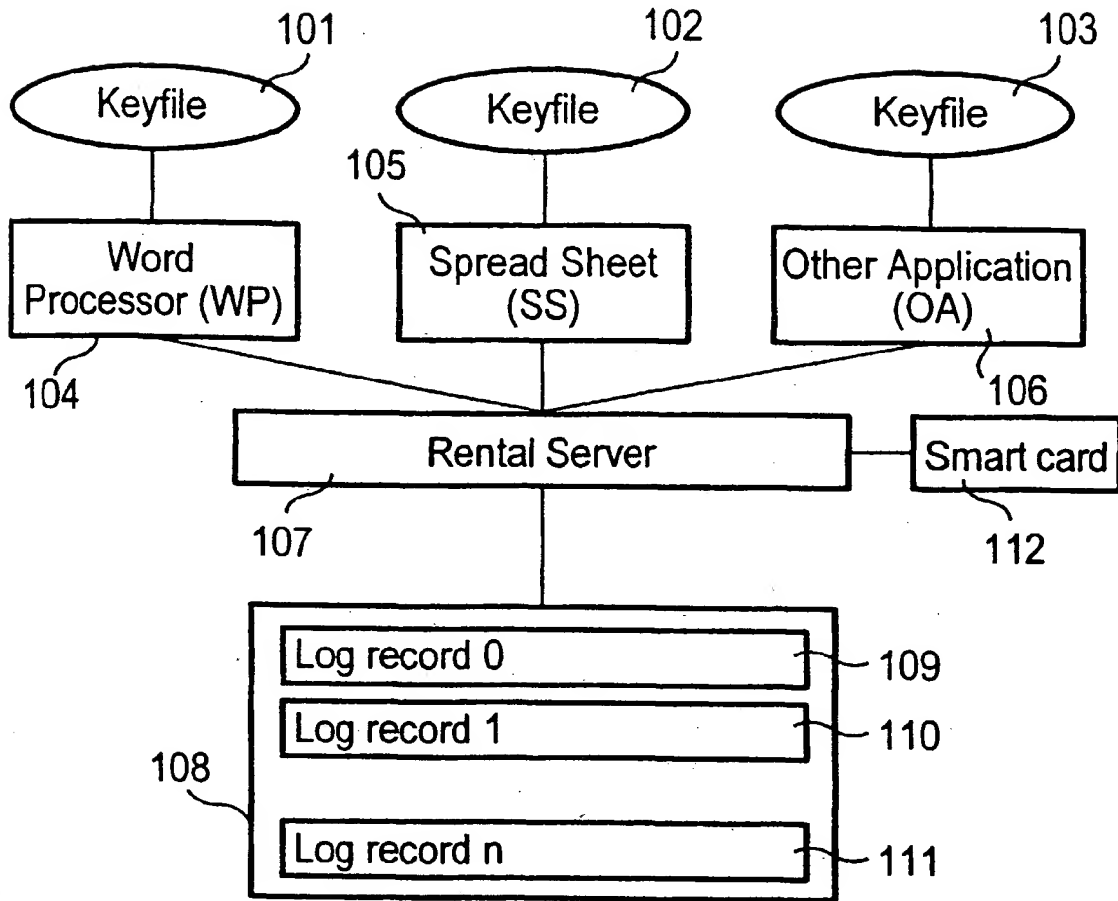 101
102
103
Keyfile
Keyfile
Keyfile
105
Word
Processor (WP)
Spread Sheet
(SS)
Other Application
(OA)
104
106
Rental Server
Smart card
107
112
Log record 0
109
Log record 1
110
108
Log record n
111